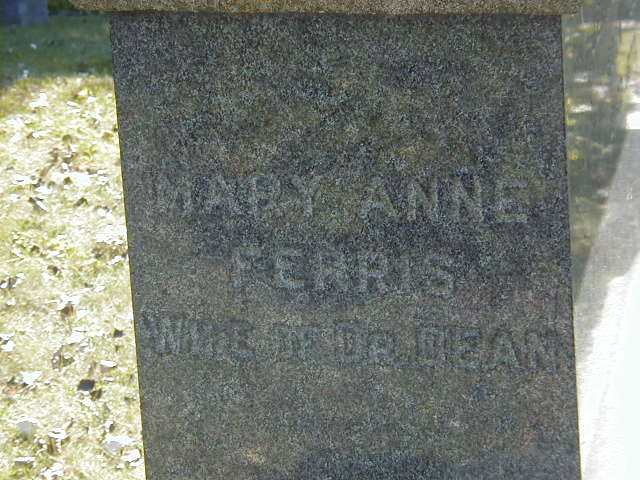 MARY ANNE
FERRIS
WIFE OF DR. DEAN